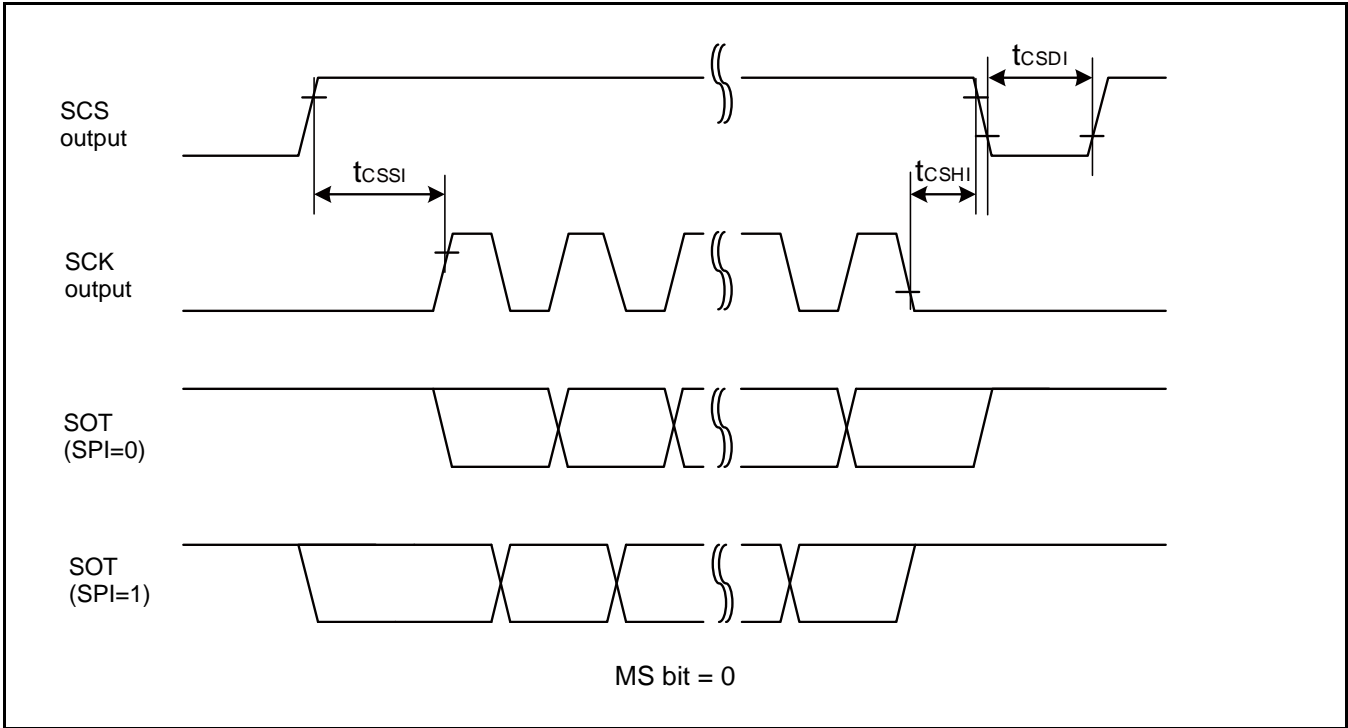 SCS
output
tCSDI
tCSSI
tCSHI
SCK
output
SOT
(SPI=0)
SOT
(SPI=1)
MS bit = 0